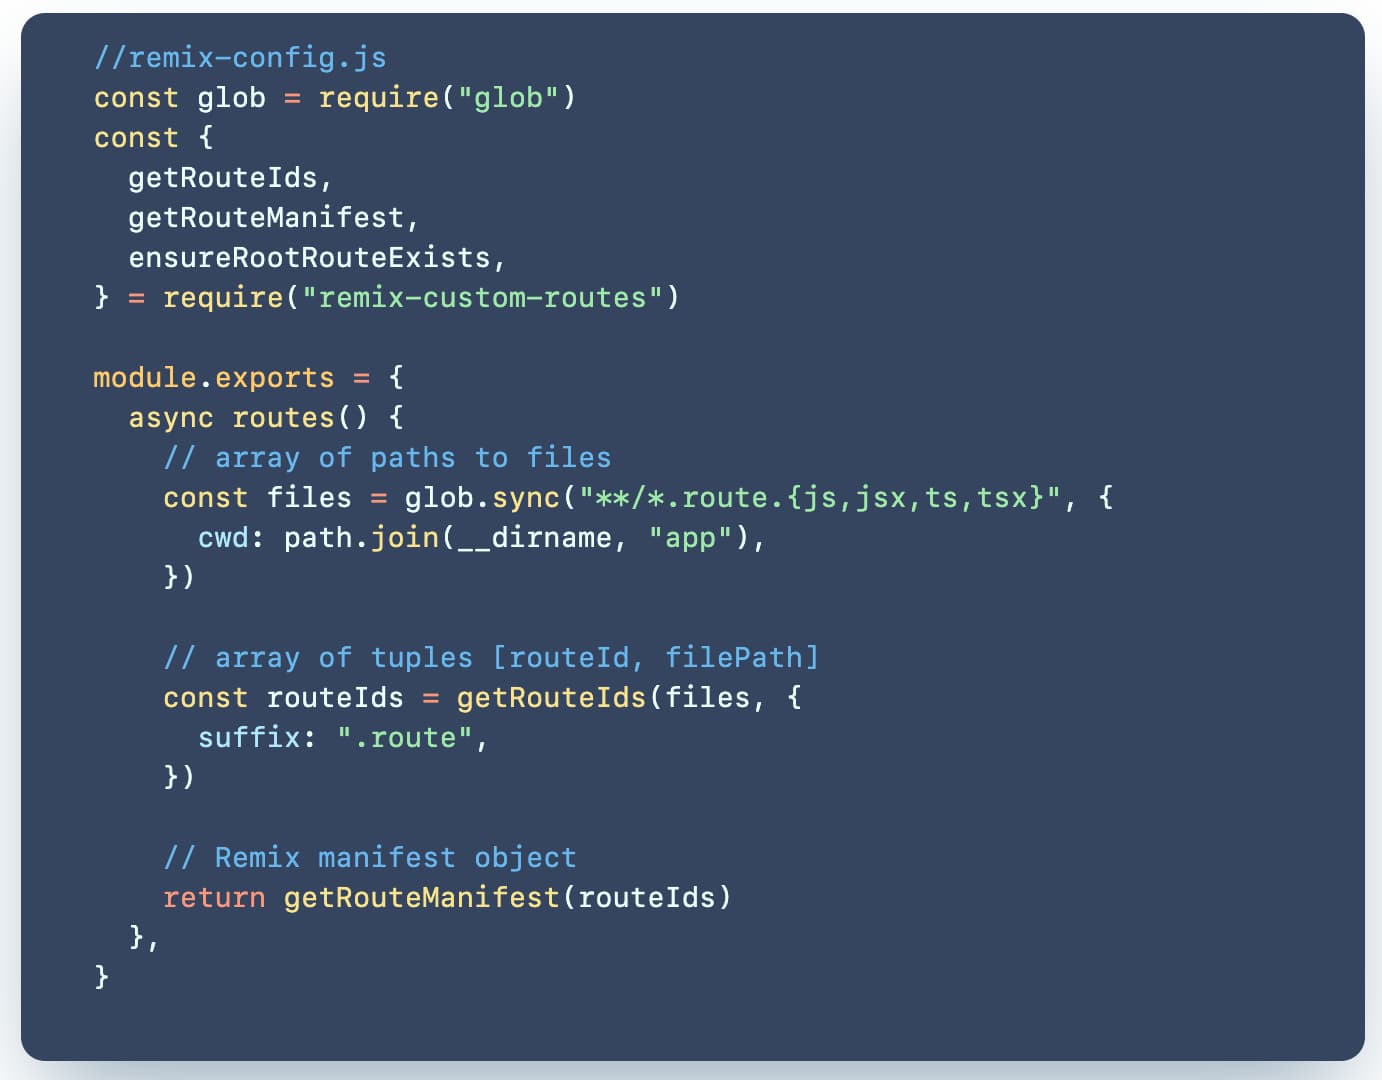 //remix-config.js
const glob = require("glob")
const {
  getRouteIds,
  getRouteManifest,
  ensureRootRouteExists,
} = require("remix-custom-routes")

module.exports = {
  async routes() {
    // array of paths to files
    const files = glob.sync("**/*.route.{js,jsx,ts,tsx}", {
      cwd: path.join(__dirname, "app"),
    })

    // array of tuples [routeId, filePath]
    const routeIds = getRouteIds(files, {
      suffix: ".route",
    })

    // Remix manifest object
    return getRouteManifest(routeIds)
  },
}